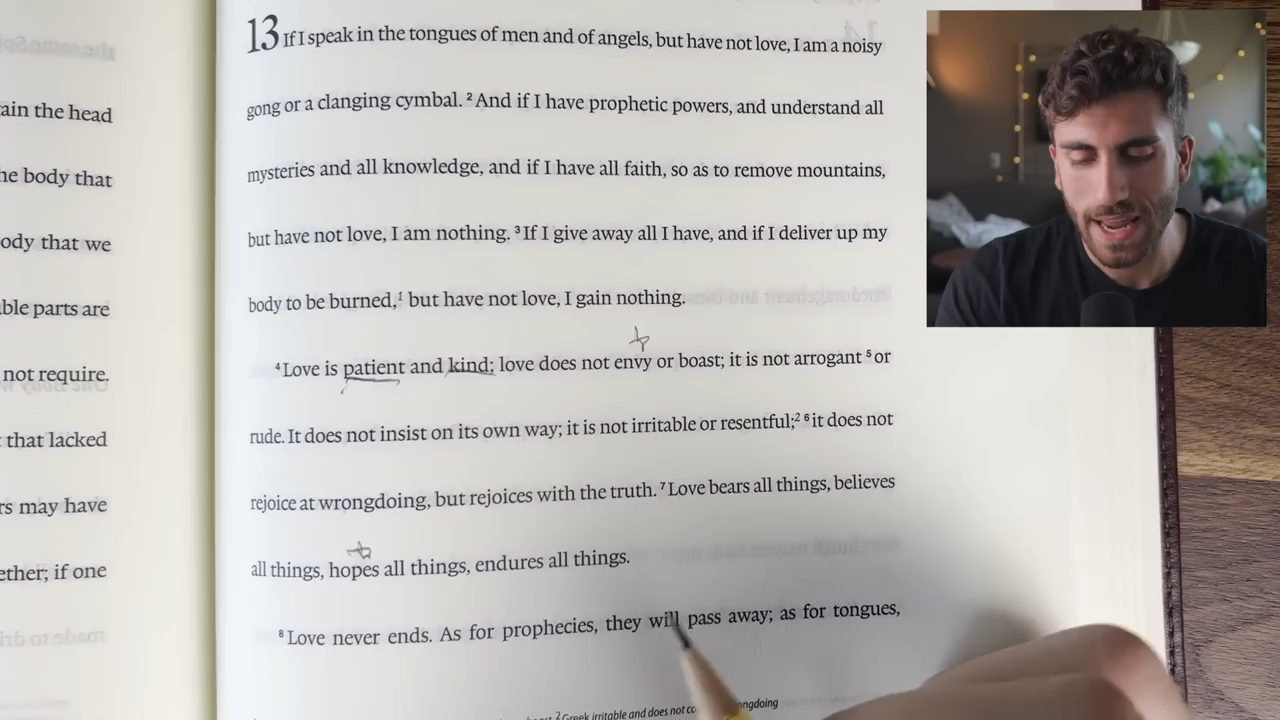 ain the head
he body that
ody that we
ble parts are
not require.
that lacked
rs may have
ether; if one
13 If I speak in the tongues of men and of angels, but have not love, I am a noisy
gong or a clanging cymbal. ² And if I have prophetic powers, and understand all
mysteries and all knowledge, and if I have all faith, so as to remove mountains,
but have not love, I am nothing. ³ If I give away all I have, and if I deliver up my
body to be burned,¹ but have not love, I gain nothing.
⁴ Love is patient and kind; love does not envy or boast; it is not arrogant ⁵ or
rude. It does not insist on its own way; it is not irritable or resentful;² ⁶ it does not
rejoice at wrongdoing, but rejoices with the truth. ⁷ Love bears all things, believes
all things, hopes all things, endures all things.
⁸ Love never ends. As for prophecies, they will pass away; as for tongues,
² Greek irritable and does not co ongdoing